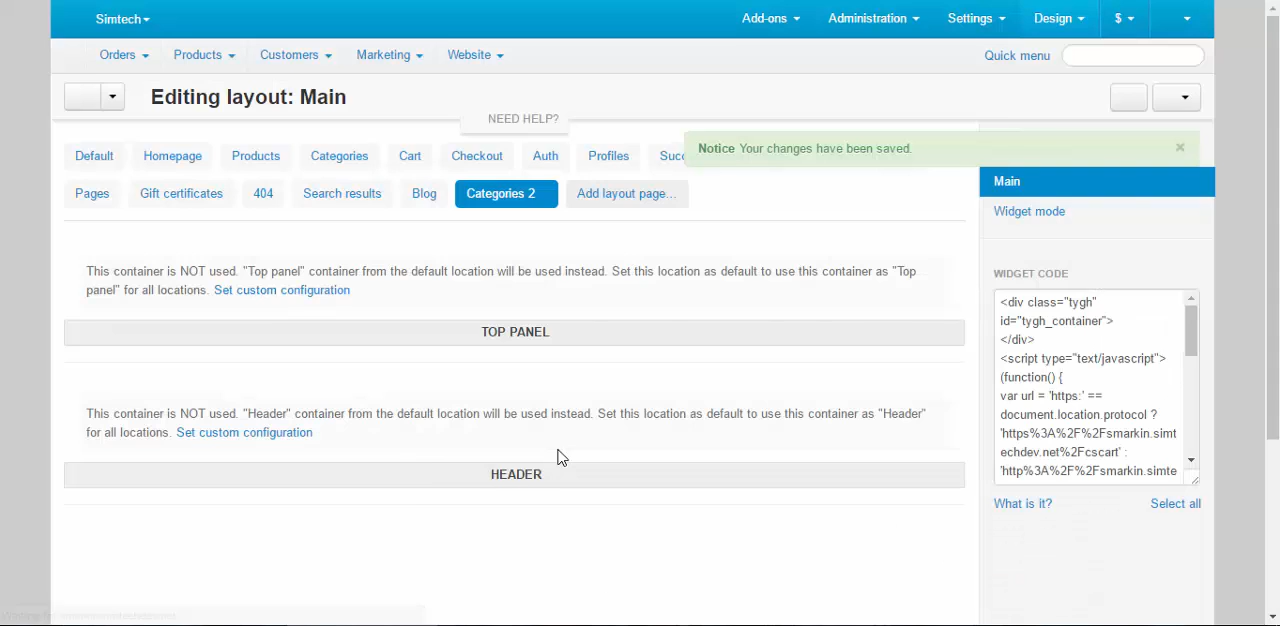 Simtech
Add-ons
Administration
Settings
Design
$
Orders
Products
Customers
Marketing
Website
Quick menu
Editing layout: Main
NEED HELP?
Default
Homepage
Products
Categories
Cart
Checkout
Auth
Profiles
Succ
Notice Your changes have been saved.
×
Pages
Gift certificates
404
Search results
Blog
Categories 2
Add layout page...
Main
Widget mode
This container is NOT used. "Top panel" container from the default location will be used instead. Set this location as default to use this container as "Top
panel" for all locations. Set custom configuration
TOP PANEL
This container is NOT used. "Header" container from the default location will be used instead. Set this location as default to use this container as "Header"
for all locations. Set custom configuration
HEADER
WIDGET CODE
<div class="tygh"
id="tygh_container">
</div>
<script type="text/javascript">
(function() {
var url = 'https:' ==
document.location.protocol ?
'https%3A%2F%2Fsmarkin.simt
echdev.net%2Fcscart' :
'http%3A%2F%2Fsmarkin.simte
What is it?
Select all